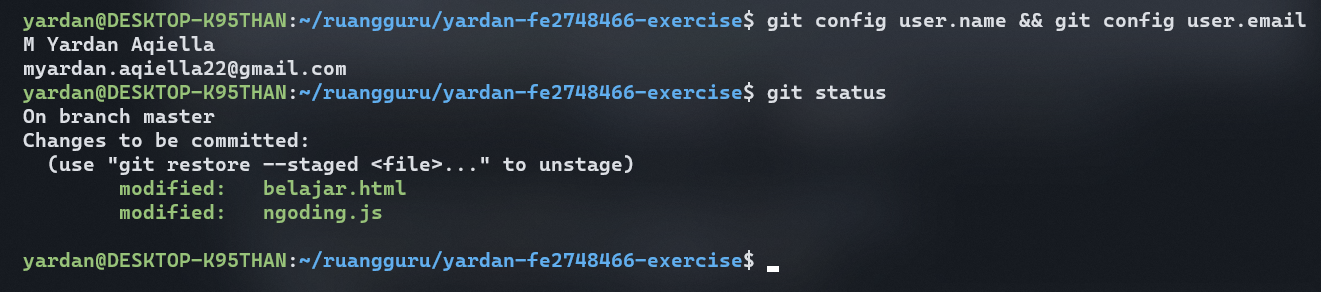 yardan@DESKTOP-K95THAN:~/ruangguru/yardan-fe2748466-exercise$ git config user.name && git config user.email
M Yardan Aqiella
myardan.aqiella22@gmail.com
yardan@DESKTOP-K95THAN:~/ruangguru/yardan-fe2748466-exercise$ git status
On branch master
Changes to be committed:
  (use "git restore --staged <file>..." to unstage)
        modified:   belajar.html
        modified:   ngoding.js
yardan@DESKTOP-K95THAN:~/ruangguru/yardan-fe2748466-exercise$